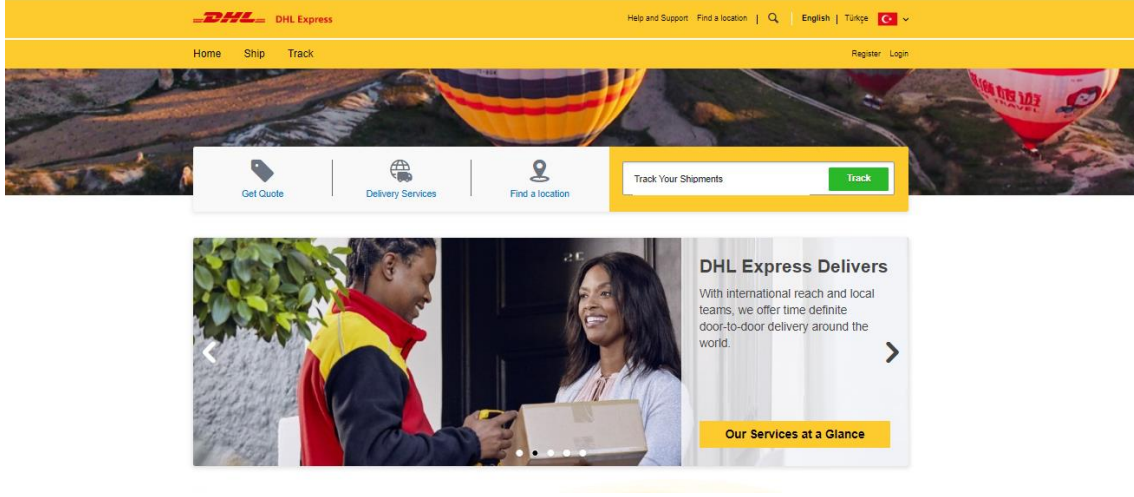 DHL DHL Express
Help and Support Find a location | English | Türkçe
Home Ship Track
Register Login
TRAVEL
Get Quote
Delivery Services
Find a location
Track Your Shipments
Track
DHL Express Delivers
With international reach and local
teams, we offer time definite
door-to-door delivery around the
world.
Our Services at a Glance